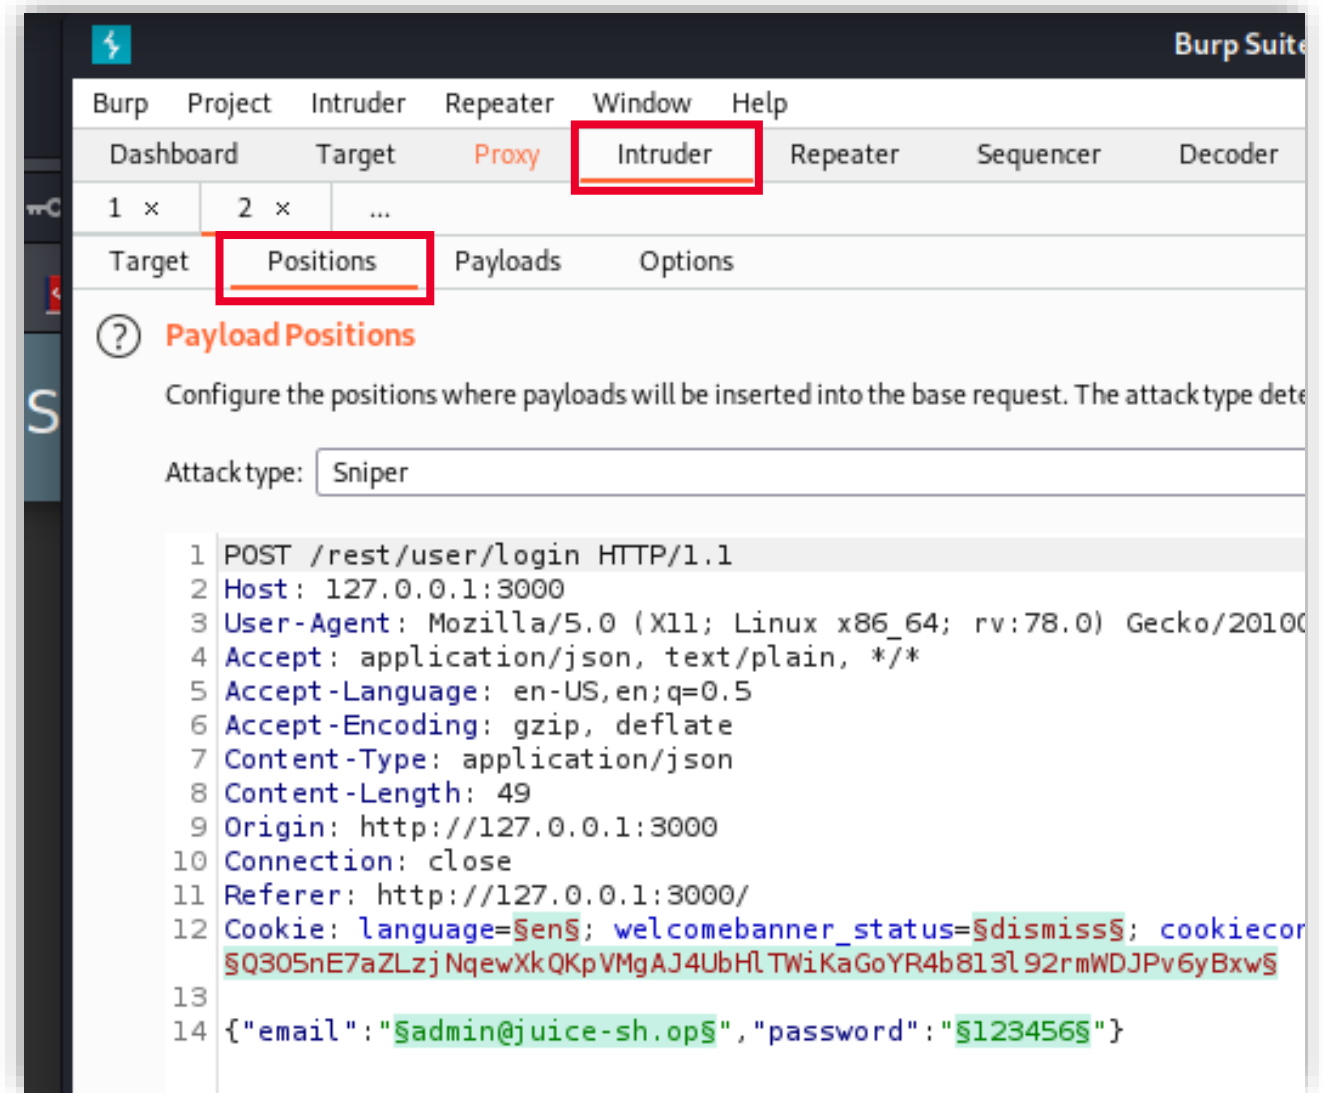 Burp Suite
Burp Project Intruder Repeater Window Help
Dashboard Target Proxy Intruder Repeater Sequencer Decoder
1 × 2 × ...
Target Positions Payloads Options
? Payload Positions
Configure the positions where payloads will be inserted into the base request. The attack type dete
S
Attack type: Sniper
1 POST /rest/user/login HTTP/1.1
2 Host: 127.0.0.1:3000
3 User-Agent: Mozilla/5.0 (X11; Linux x86_64; rv:78.0) Gecko/20100
4 Accept: application/json, text/plain, */*
5 Accept-Language: en-US,en;q=0.5
6 Accept-Encoding: gzip, deflate
7 Content-Type: application/json
8 Content-Length: 49
9 Origin: http://127.0.0.1:3000
10 Connection: close
11 Referer: http://127.0.0.1:3000/
12 Cookie: language=§en§; welcomebanner_status=§dismiss§; cookiecon
§Q3O5nE7aZLzjNqewXkQKpVMgAJ4UbHlTWiKaGoYR4b813l92rmWDJPv6yBxw§
13
14 {"email":"§admin@juice-sh.op§","password":"§123456§"}